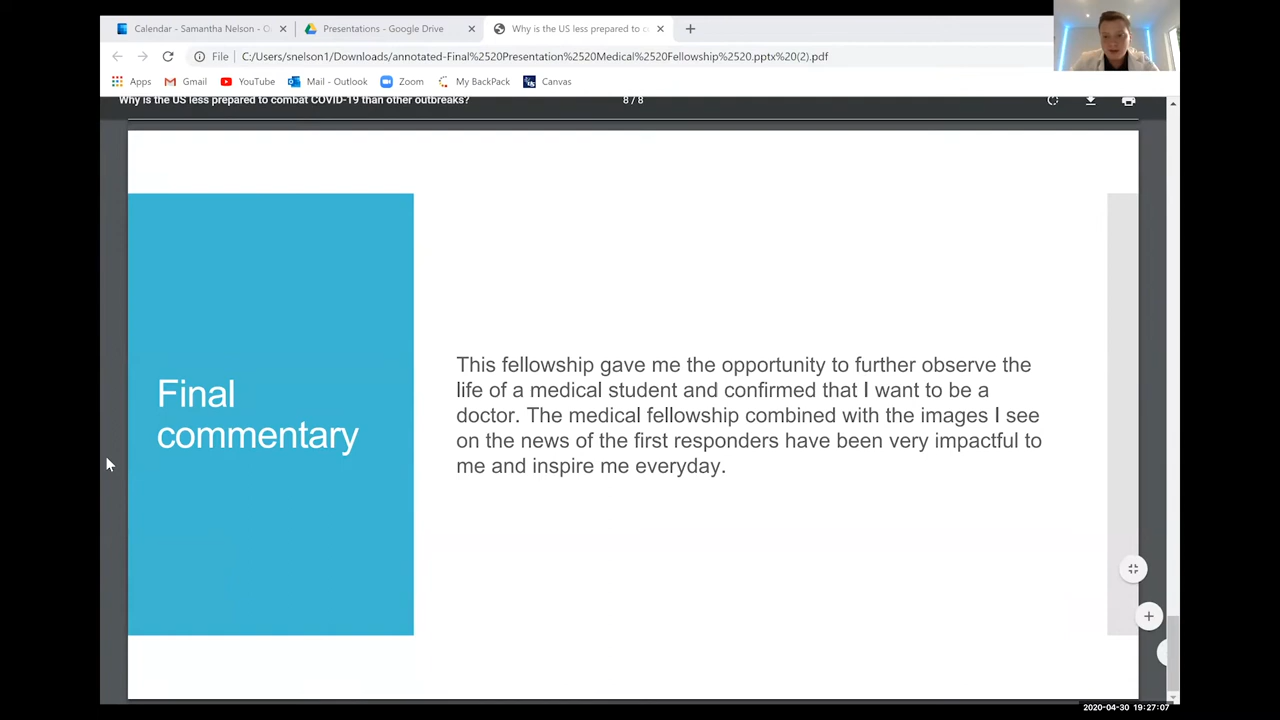 Calendar - Samantha Nelson - O
Presentations - Google Drive
Why is the US less prepared to c
File C:/Users/snelson1/Downloads/annotated-Final%2520Presentation%2520Medical%2520Fellowship%2520.pptx%20(2).pdf
Apps Gmail YouTube Mail - Outlook Zoom My BackPack Canvas
Why is the US less prepared to combat COVID-19 than other outbreaks? 8 / 8
Final
commentary
This fellowship gave me the opportunity to further observe the
life of a medical student and confirmed that I want to be a
doctor. The medical fellowship combined with the images I see
on the news of the first responders have been very impactful to
me and inspire me everyday.
2020-04-30 19:27:07